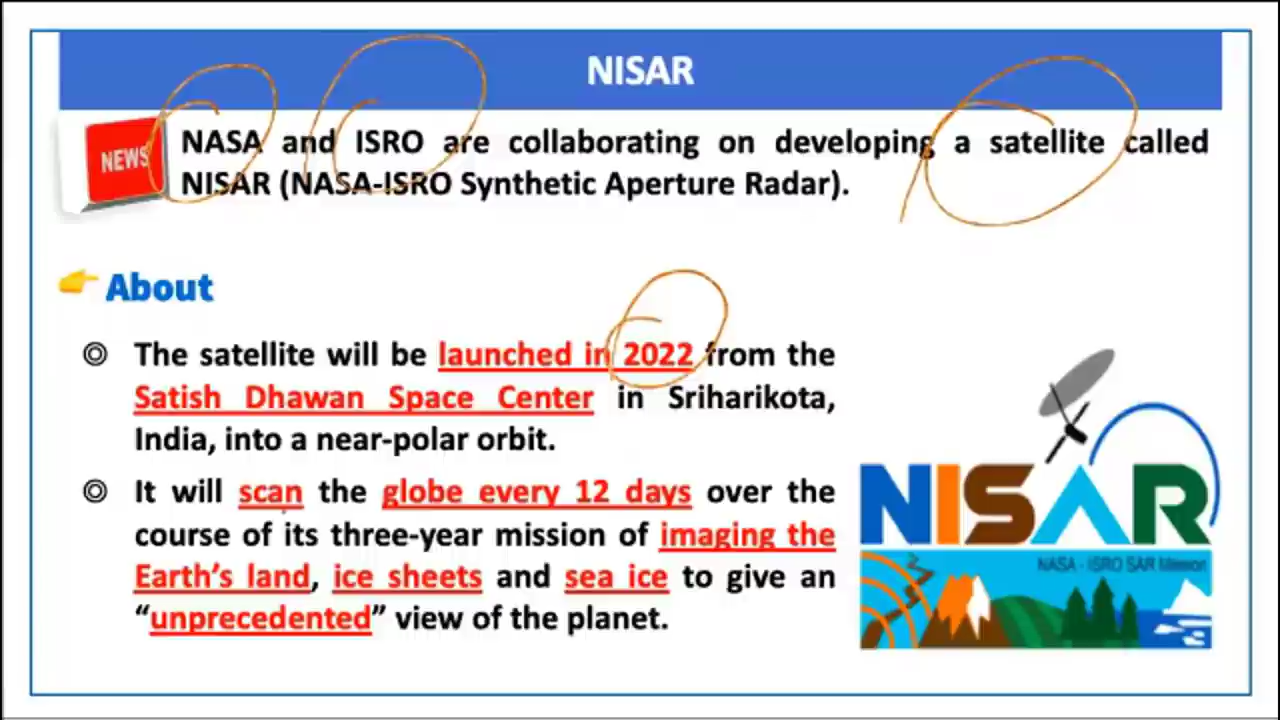 NISAR
NEWS
NASA and ISRO are collaborating on developing a satellite called
NISAR (NASA-ISRO Synthetic Aperture Radar).
About
The satellite will be launched in 2022 from the
Satish Dhawan Space Center in Sriharikota,
India, into a near-polar orbit.
It will scan the globe every 12 days over the
course of its three-year mission of imaging the
Earth's land, ice sheets and sea ice to give an
“unprecedented” view of the planet.
NISAR
NASA - ISRO SAR Mission